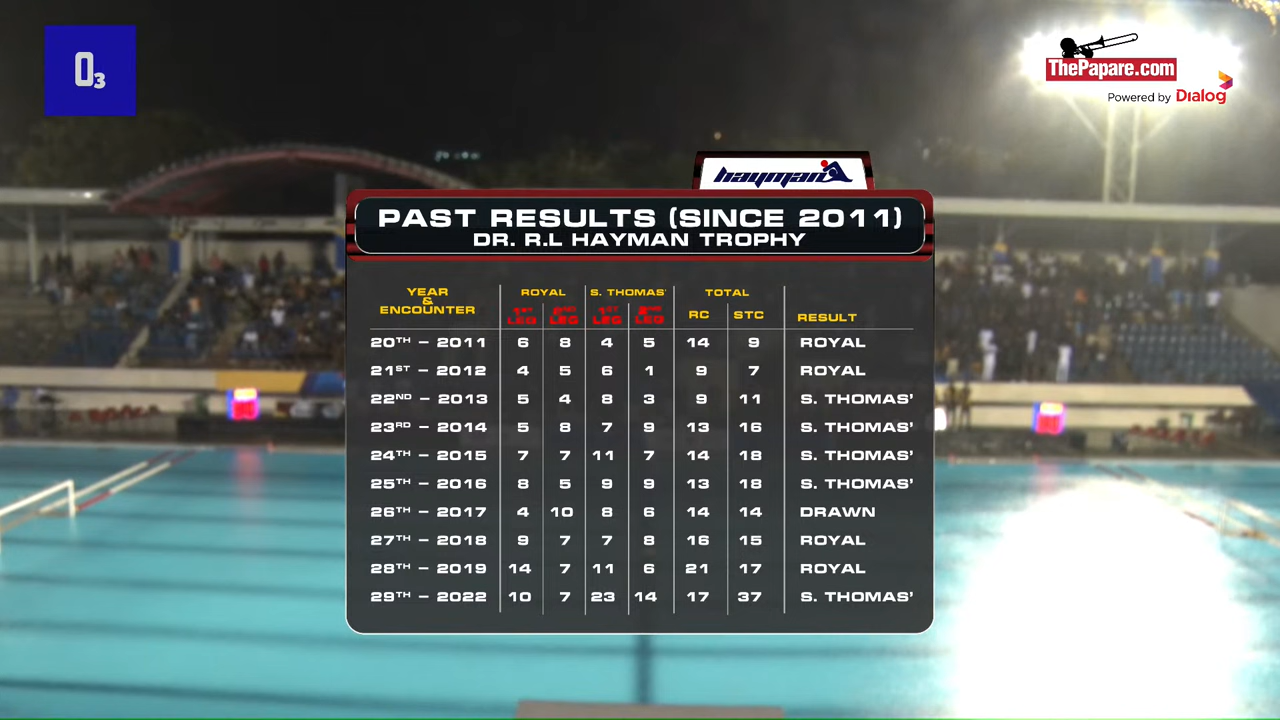 O3
ThePapare.com
Powered by Dialog
hayman
PAST RESULTS (SINCE 2011)
DR. R.L HAYMAN TROPHY
YEAR & ENCOUNTER ROYAL S. THOMAS' TOTAL RESULT
1ST LEG 2ND LEG 1ST LEG 2ND LEG RC STC
20TH – 2011 6 8 4 5 14 9 ROYAL
21ST – 2012 4 5 6 1 9 7 ROYAL
22ND – 2013 5 4 8 3 9 11 S. THOMAS'
23RD – 2014 5 8 7 9 13 16 S. THOMAS'
24TH – 2015 7 7 11 7 14 18 S. THOMAS'
25TH – 2016 8 5 9 9 13 18 S. THOMAS'
26TH – 2017 4 10 8 6 14 14 DRAWN
27TH – 2018 9 7 7 8 16 15 ROYAL
28TH – 2019 14 7 11 6 21 17 ROYAL
29TH – 2022 10 7 23 14 17 37 S. THOMAS'